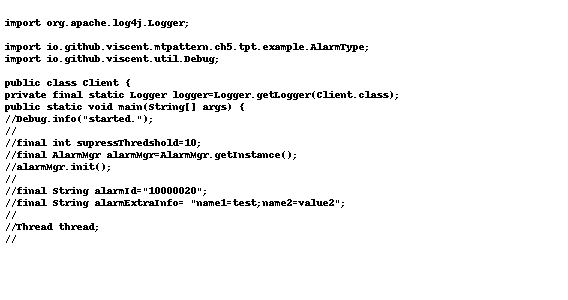 import org.apache.log4j.Logger;
import io.github.viscent.mtpattern.ch5.tpt.example.AlarmType;
import io.github.viscent.util.Debug;
public class Client {
private final static Logger logger=Logger.getLogger(Client.class);
public static void main(String[] args) {
//Debug.info("started.");
//
//final int supressThredshold=10;
//final AlarmMgr alarmMgr=AlarmMgr.getInstance();
//alarmMgr.init();
//
//final String alarmId="10000020";
//final String alarmExtraInfo= "name1=test;name2=value2";
//
//Thread thread;
//